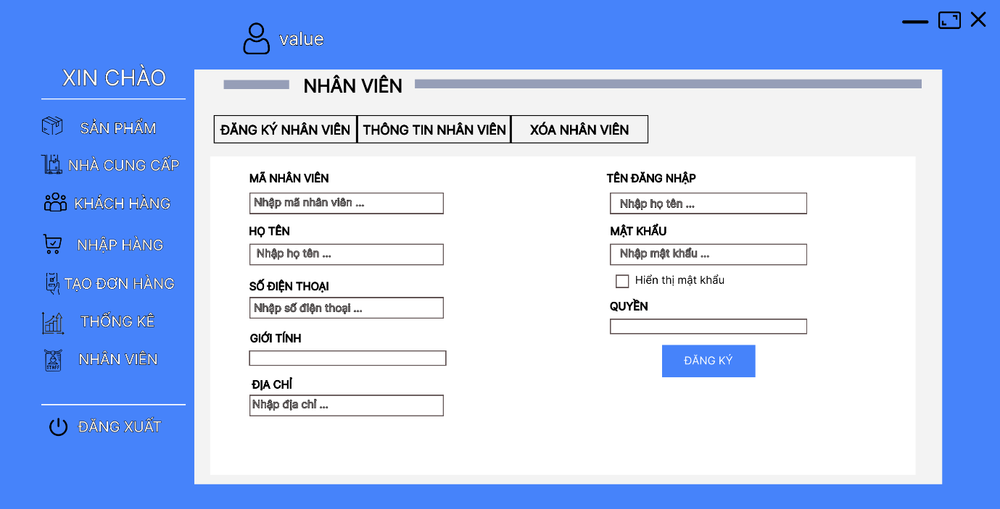 value
XIN CHÀO
SẢN PHẨM
NHÀ CUNG CẤP
KHÁCH HÀNG
NHẬP HÀNG
TẠO ĐƠN HÀNG
THỐNG KÊ
STAFF
NHÂN VIÊN
ĐĂNG XUẤT
NHÂN VIÊN
ĐĂNG KÝ NHÂN VIÊN
THÔNG TIN NHÂN VIÊN
XÓA NHÂN VIÊN
MÃ NHÂN VIÊN
Nhập mã nhân viên ...
HỌ TÊN
Nhập họ tên ...
SỐ ĐIỆN THOẠI
Nhập số điện thoại ...
GIỚI TÍNH
ĐỊA CHỈ
Nhập địa chỉ ...
TÊN ĐĂNG NHẬP
Nhập họ tên ...
MẬT KHẨU
Nhập mật khẩu ...
Hiển thị mật khẩu
QUYỀN
ĐĂNG KÝ